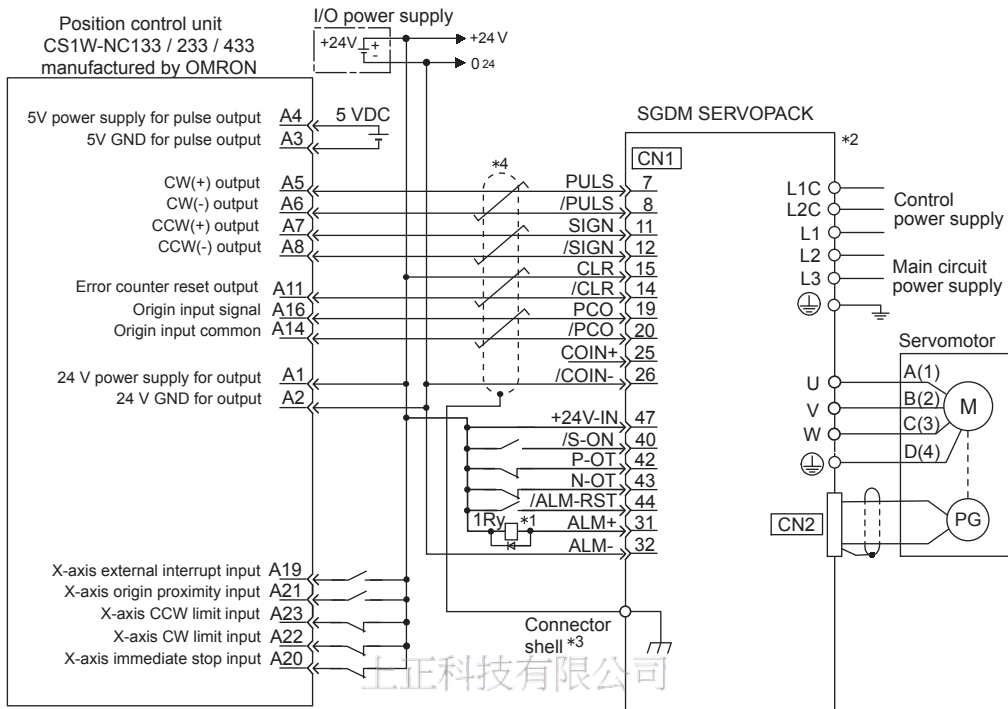 Position control unit
CS1W-NC133 / 233 / 433
manufactured by OMRON
I/O power supply
+24V
+
-
+24 V
0 24
5V power supply for pulse output A4 5 VDC
5V GND for pulse output A3
CW(+) output A5
CW(-) output A6
CCW(+) output A7
CCW(-) output A8
Error counter reset output A11
Origin input signal A16
Origin input common A14
24 V power supply for output A1
24 V GND for output A2
X-axis external interrupt input A19
X-axis origin proximity input A21
X-axis CCW limit input A23
X-axis CW limit input A22
X-axis immediate stop input A20
*4
SGDM SERVOPACK
*2
CN1
PULS 7
/PULS 8
SIGN 11
/SIGN 12
CLR 15
/CLR 14
PCO 19
/PCO 20
COIN+ 25
/COIN- 26
+24V-IN 47
/S-ON 40
P-OT 42
N-OT 43
/ALM-RST 44
1Ry *1 ALM+ 31
ALM- 32
Connector
shell *3
L1C
L2C
L1
L2
L3
Control
power supply
Main circuit
power supply
Servomotor
U A(1)
V B(2)
W C(3)
D(4)
M
CN2
PG
上正科技有限公司